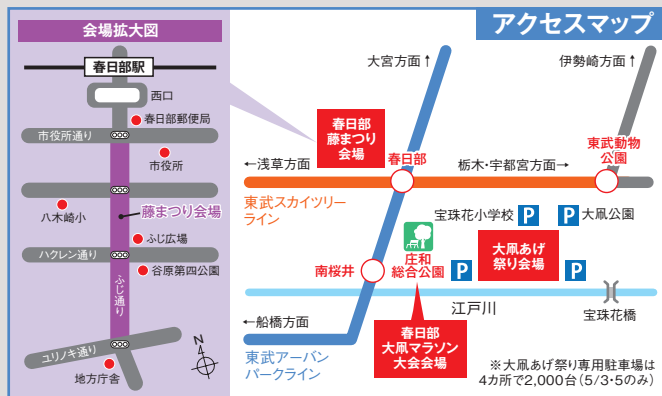 会場拡大図
春日部駅
西口
春日部郵便局
市役所通り
市役所
八木崎小
藤まつり会場
ふじ広場
ハクレン通り
谷原第四公園
ふじ通り
ユリノキ通り
地方庁舎
N
アクセスマップ
大宮方面↑
伊勢崎方面↑
春日部
藤まつり
会場
東武動物
公園
←浅草方面
春日部
栃木・宇都宮方面→
東武スカイツリー
ライン
宝珠花小学校
P
P
大凧公園
庄和
総合公園
南桜井
P
大凧あげ
祭り会場
P
江戸川
宝珠花橋
←船橋方面
春日部
大凧マラソン
大会会場
東武アーバン
パークライン
※大凧あげ祭り専用駐車場は
4カ所で2,000台(5/3・5のみ)